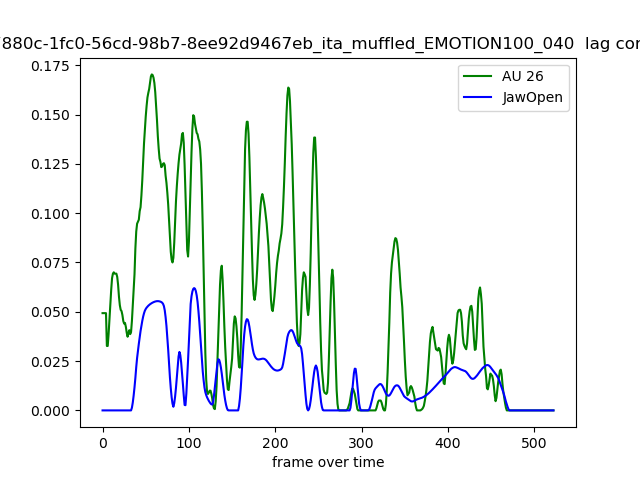 880c-1fc0-56cd-98b7-8ee92d9467eb_ita_muffled_EMOTION100_040 lag
AU 26
JawOpen
0.175
0.150
0.125
0.100
0.075
0.050
0.025
0.000
0 100 200 300 400 500
frame over time